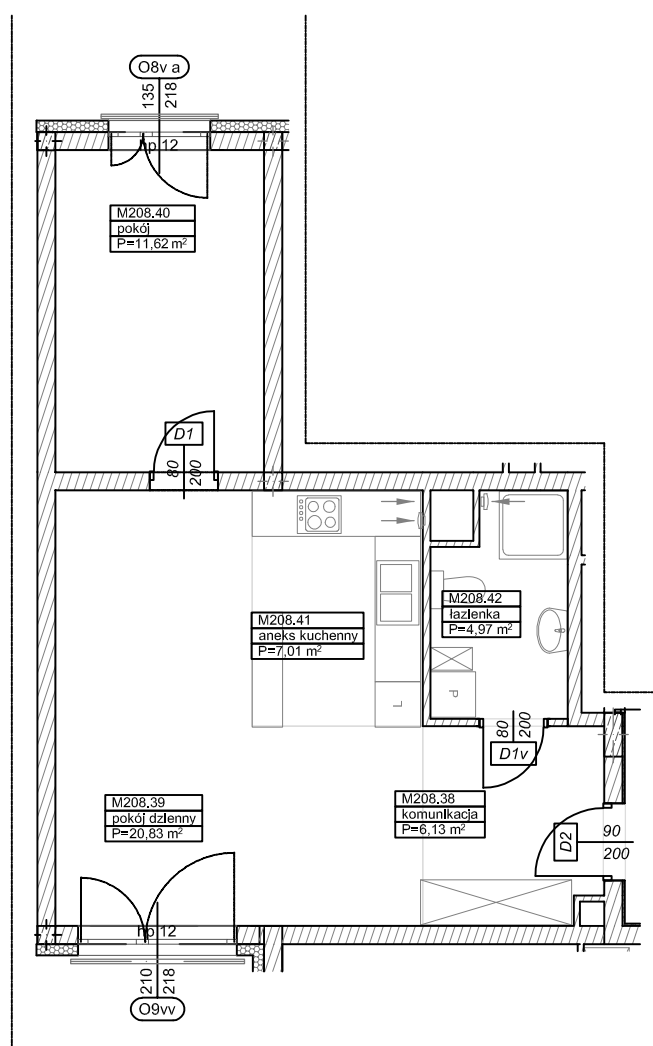 O8v a
135
218
hp 12
M208.40
pokój
P=11,62 m²
D1
80
200
M208.41
aneks kuchenny
P=7,01 m²
M208.42
łazienka
P=4,97 m²
L
P
80
200
D1v
M208.39
pokój dzienny
P=20,83 m²
M208.38
komunikacja
P=6,13 m²
D2
90
200
hp 12
210
218
O9vv